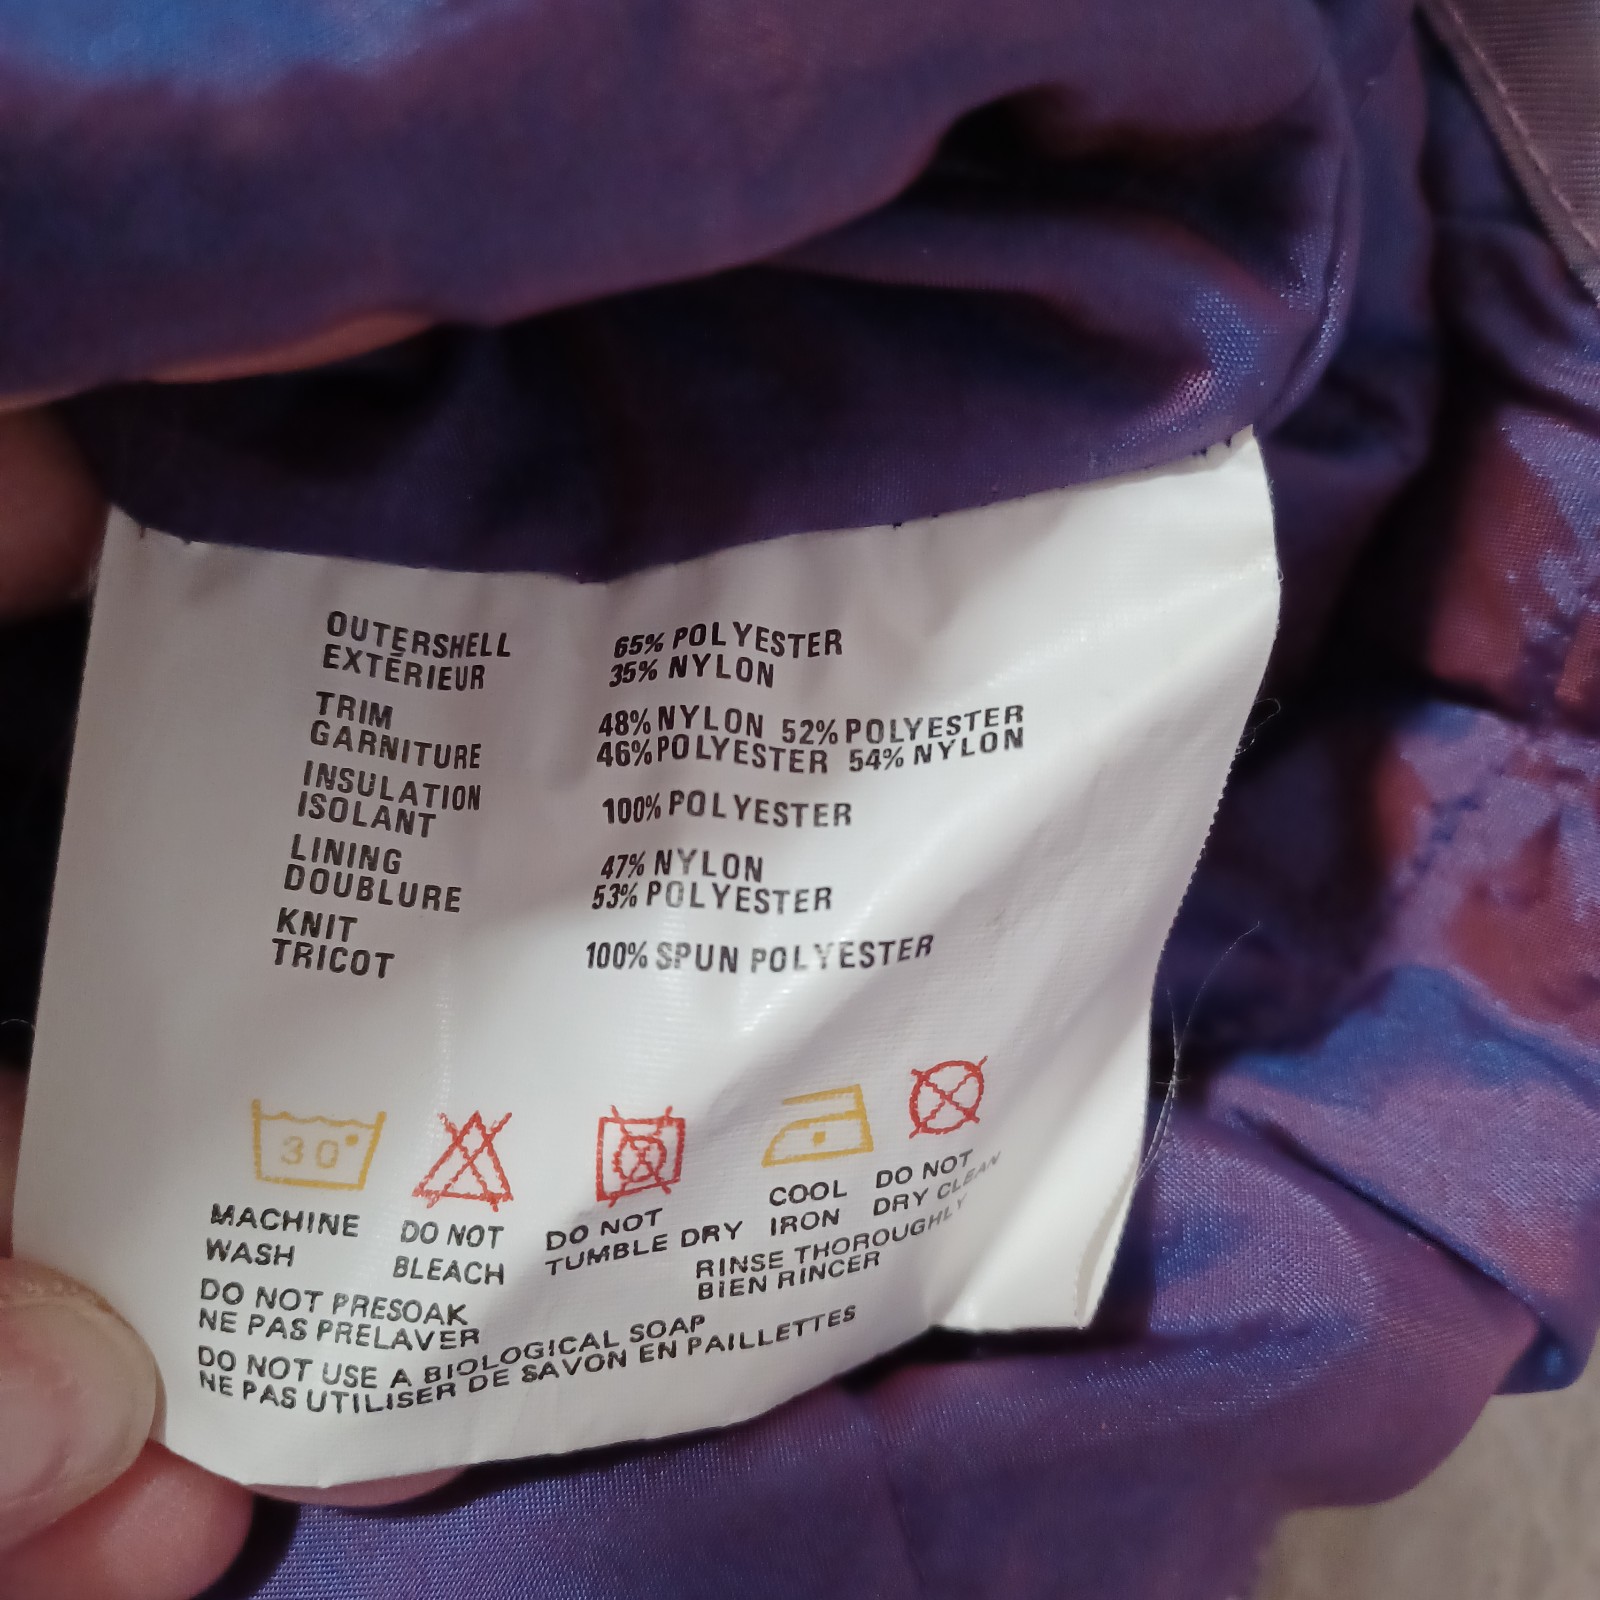 OUTERSHELL 65% POLYESTER
EXTÉRIEUR 35% NYLON
TRIM 48% NYLON 52% POLYESTER
GARNITURE 46% POLYESTER 54% NYLON
INSULATION
ISOLANT 100% POLYESTER
LINING 47% NYLON
DOUBLURE 53% POLYESTER
KNIT
TRICOT 100% SPUN POLYESTER
30°
MACHINE WASH
DO NOT BLEACH
DO NOT TUMBLE DRY
COOL IRON
DO NOT DRY CLEAN
RINSE THOROUGHLY
BIEN RINCER
DO NOT PRESOAK
NE PAS PRELAVER
DO NOT USE A BIOLOGICAL SOAP
NE PAS UTILISER DE SAVON EN PAILLETTES